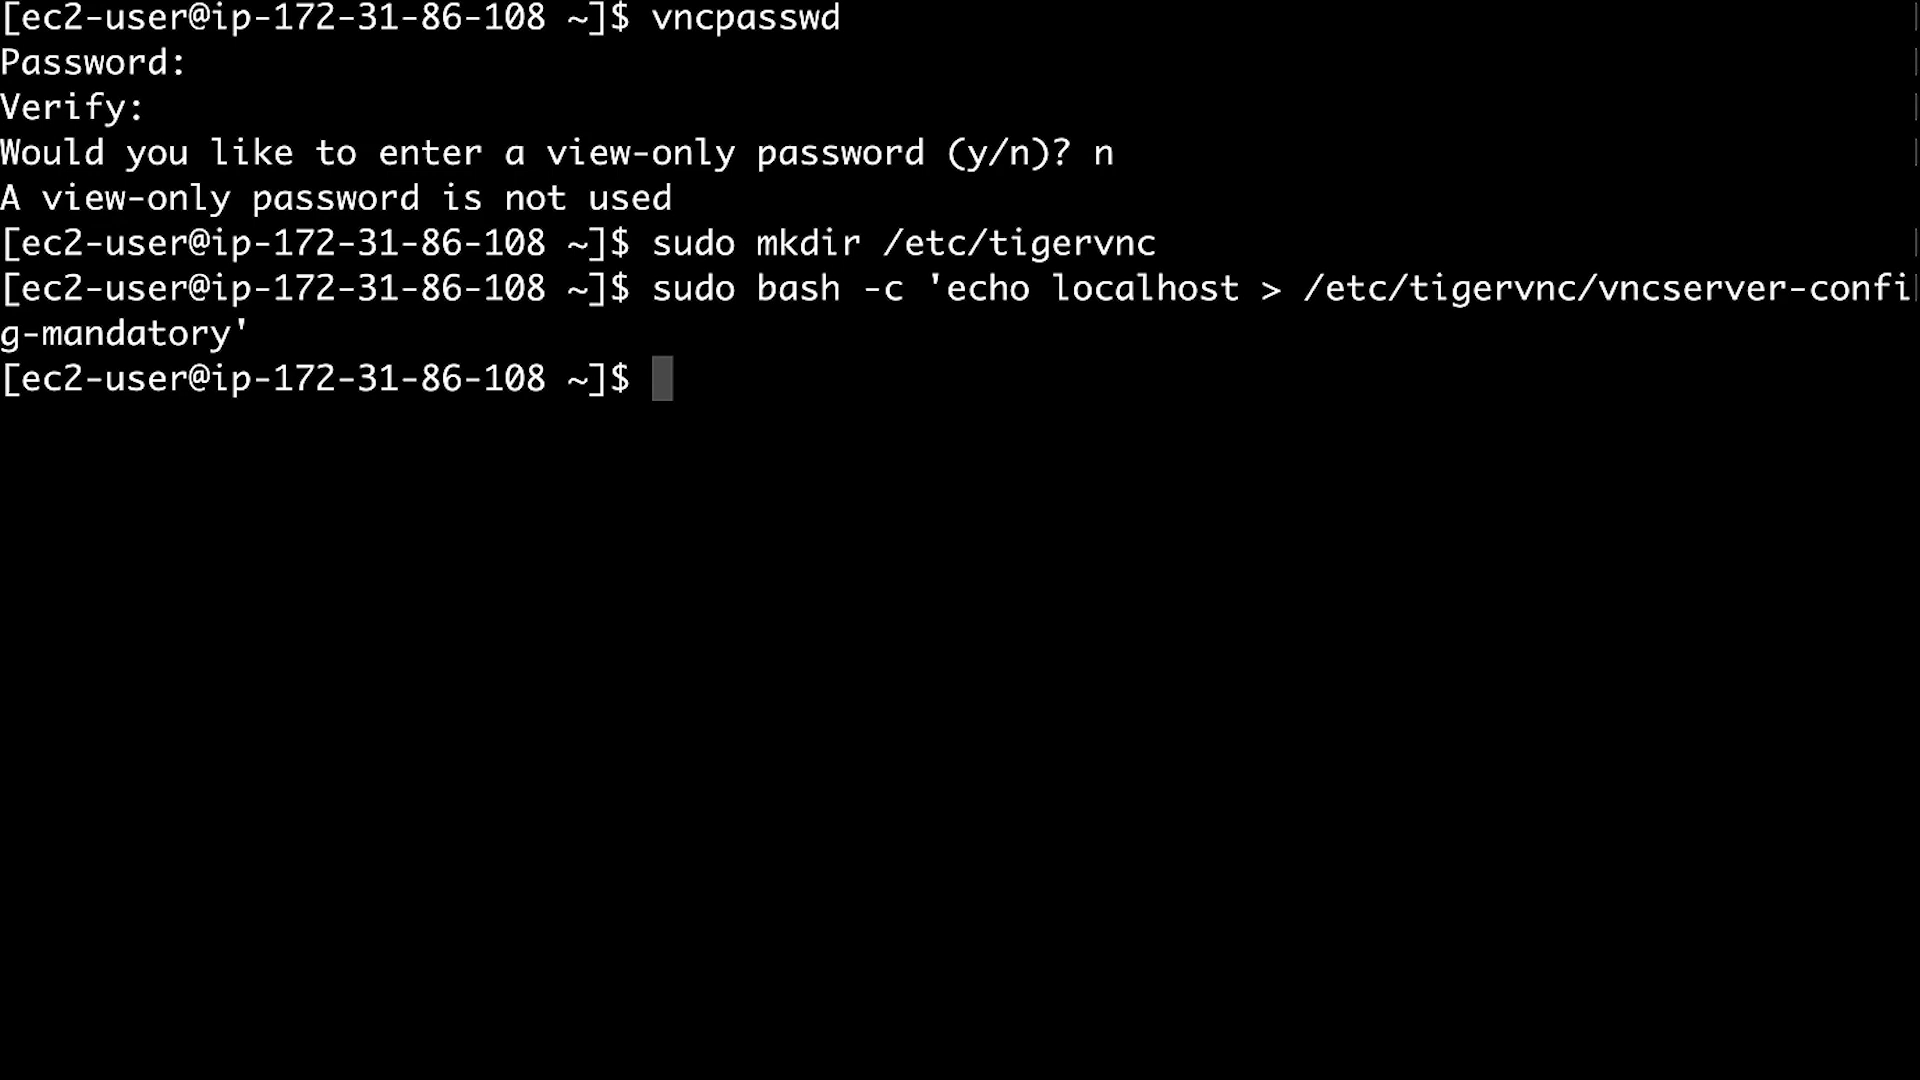 [ec2-user@ip-172-31-86-108 ~]$ vncpasswd
Password:
Verify:
Would you like to enter a view-only password (y/n)? n
A view-only password is not used
[ec2-user@ip-172-31-86-108 ~]$ sudo mkdir /etc/tigervnc
[ec2-user@ip-172-31-86-108 ~]$ sudo bash -c 'echo localhost > /etc/tigervnc/vncserver-confi
g-mandatory'
[ec2-user@ip-172-31-86-108 ~]$